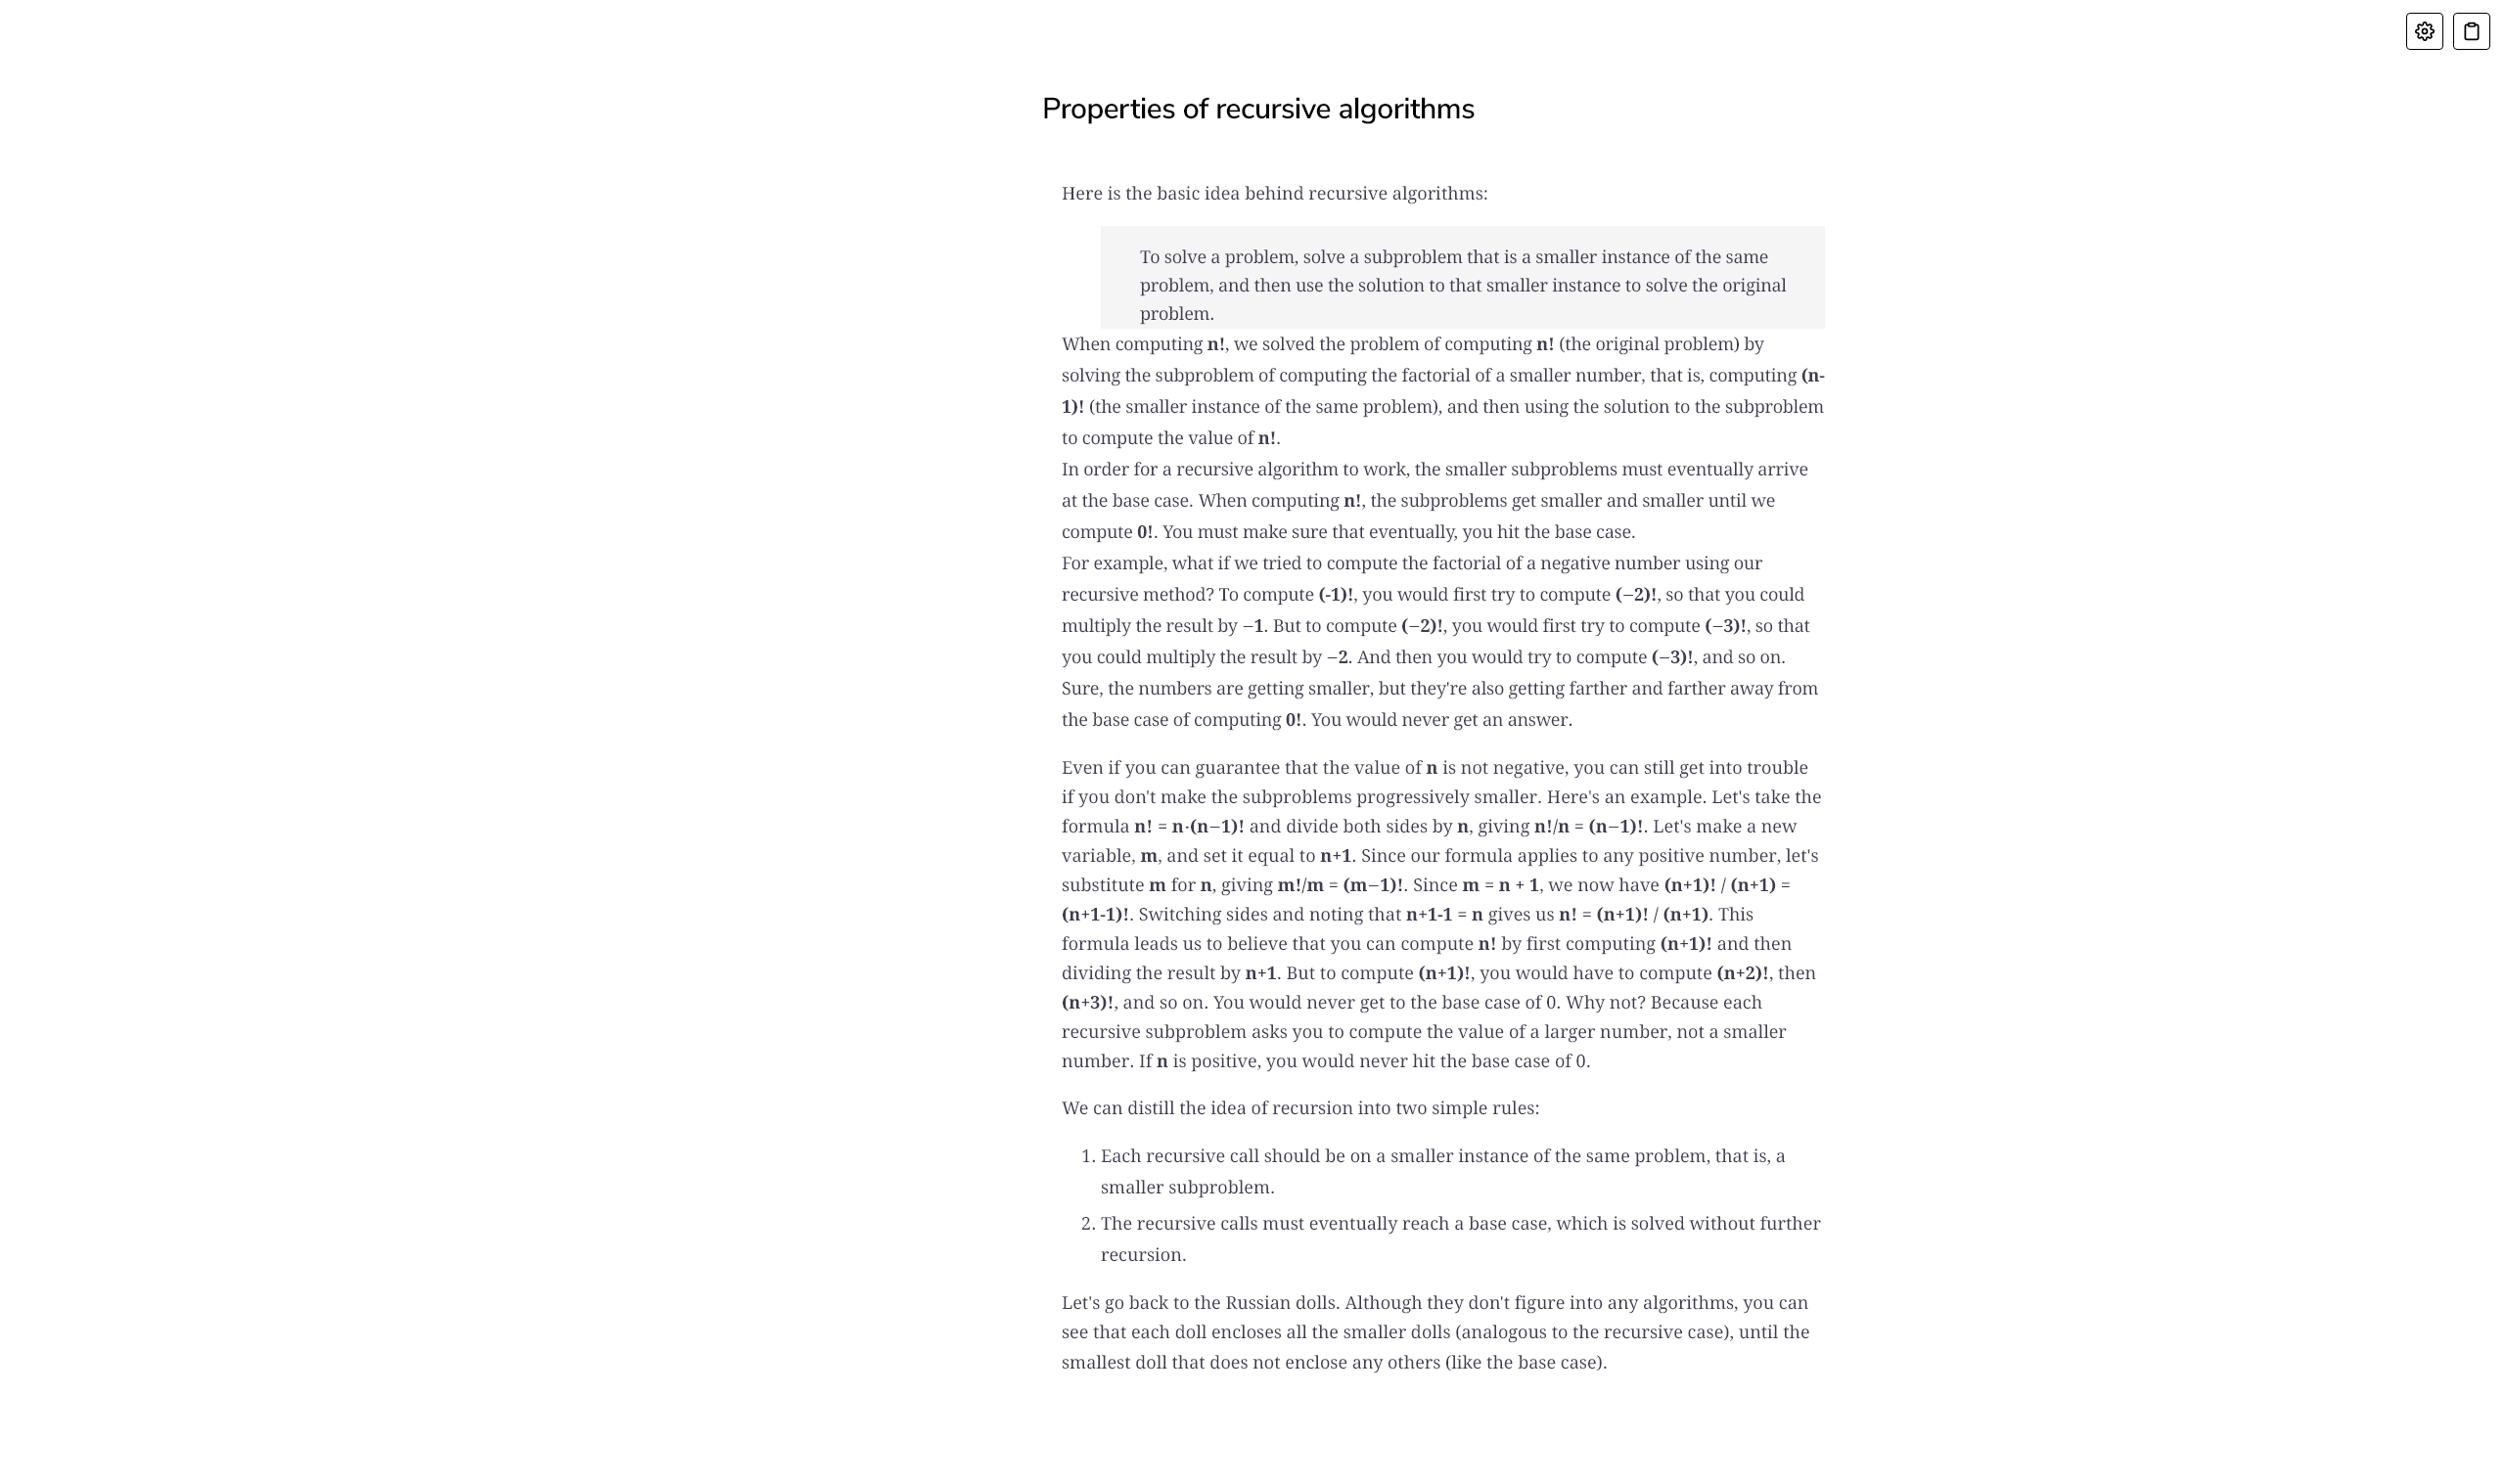 Properties of recursive algorithms
Here is the basic idea behind recursive algorithms:
To solve a problem, solve a subproblem that is a smaller instance of the same
problem, and then use the solution to that smaller instance to solve the original
problem.
When computing n!, we solved the problem of computing n! (the original problem) by
solving the subproblem of computing the factorial of a smaller number, that is, computing (n-
1)! (the smaller instance of the same problem), and then using the solution to the subproblem
to compute the value of n!.
In order for a recursive algorithm to work, the smaller subproblems must eventually arrive
at the base case. When computing n!, the subproblems get smaller and smaller until we
compute 0!. You must make sure that eventually, you hit the base case.
For example, what if we tried to compute the factorial of a negative number using our
recursive method? To compute (-1)!, you would first try to compute (−2)!, so that you could
multiply the result by −1. But to compute (−2)!, you would first try to compute (−3)!, so that
you could multiply the result by −2. And then you would try to compute (−3)!, and so on.
Sure, the numbers are getting smaller, but they're also getting farther and farther away from
the base case of computing 0!. You would never get an answer.
Even if you can guarantee that the value of n is not negative, you can still get into trouble
if you don't make the subproblems progressively smaller. Here's an example. Let's take the
formula n! = n·(n−1)! and divide both sides by n, giving n!/n = (n−1)!. Let's make a new
variable, m, and set it equal to n+1. Since our formula applies to any positive number, let's
substitute m for n, giving m!/m = (m−1)!. Since m = n + 1, we now have (n+1)! / (n+1) =
(n+1-1)!. Switching sides and noting that n+1-1 = n gives us n! = (n+1)! / (n+1). This
formula leads us to believe that you can compute n! by first computing (n+1)! and then
dividing the result by n+1. But to compute (n+1)!, you would have to compute (n+2)!, then
(n+3)!, and so on. You would never get to the base case of 0. Why not? Because each
recursive subproblem asks you to compute the value of a larger number, not a smaller
number. If n is positive, you would never hit the base case of 0.
We can distill the idea of recursion into two simple rules:
1. Each recursive call should be on a smaller instance of the same problem, that is, a
smaller subproblem.
2. The recursive calls must eventually reach a base case, which is solved without further
recursion.
Let's go back to the Russian dolls. Although they don't figure into any algorithms, you can
see that each doll encloses all the smaller dolls (analogous to the recursive case), until the
smallest doll that does not enclose any others (like the base case).